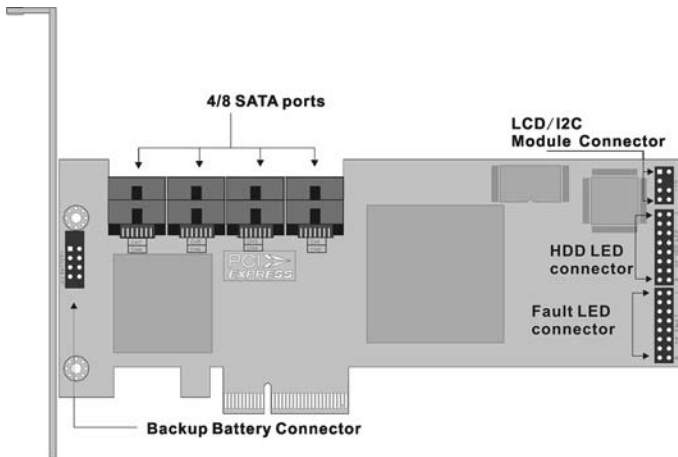 4/8 SATA ports
LCD/I2C
Module Connector
HDD LED
connector
PCI
EXPRESS
Fault LED
connector
Backup Battery Connector